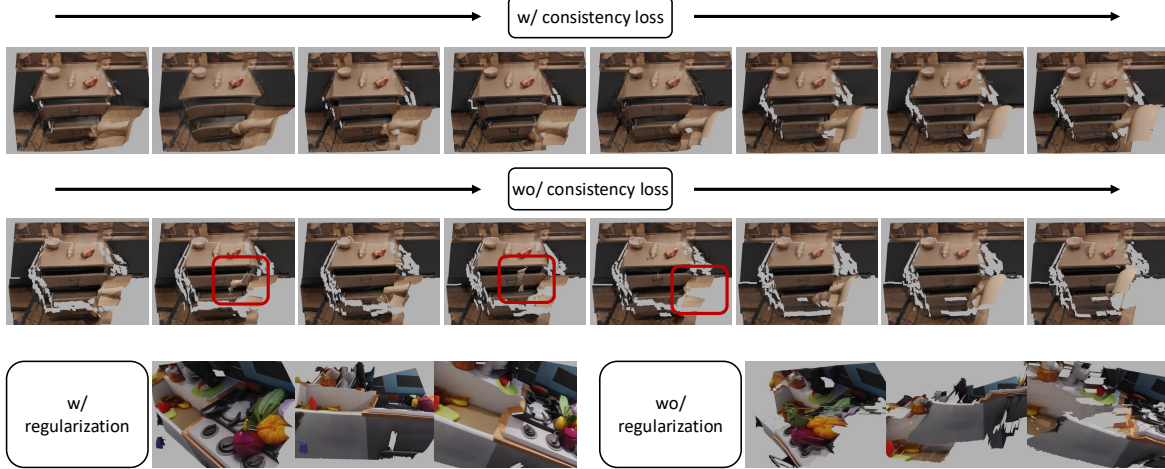 w/ consistency loss
wo/ consistency loss
w/
regularization
wo/
regularization